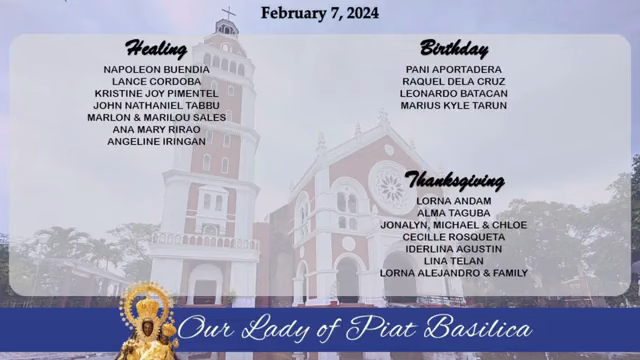 February 7, 2024
Healing
NAPOLEON BUENDIA
LANCE CORDOBA
KRISTINE JOY PIMENTEL
JOHN NATHANIEL TABBU
MARLON & MARILOU SALES
ANA MARY RIRAO
ANGELINE IRINGAN
Birthday
PANI APORTADERA
RAQUEL DELA CRUZ
LEONARDO BATACAN
MARIUS KYLE TARUN
Thanksgiving
LORNA ANDAM
ALMA TAGUBA
JONALYN, MICHAEL & CHLOE
CECILLE ROSQUETA
IDERLINA AGUSTIN
LINA TELAN
LORNA ALEJANDRO & FAMILY
Our Lady of Piat Basilica